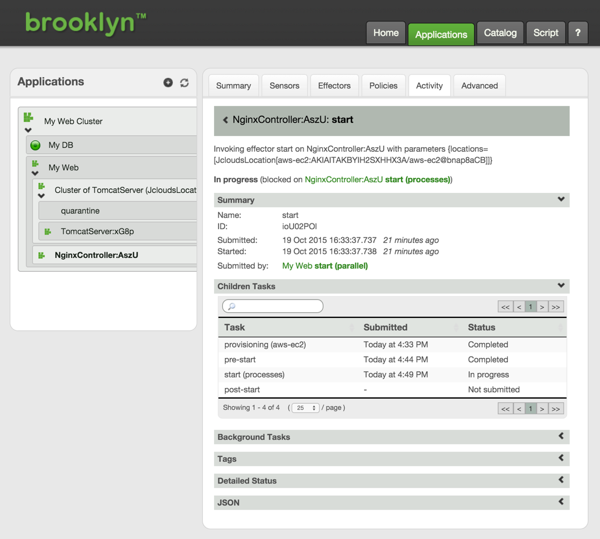 brooklyn™
Home
Applications
Catalog
Script
?
Applications
My Web Cluster
My DB
My Web
Cluster of TomcatServer (JcloudsLocat
quarantine
TomcatServer:xG8p
NginxController:AszU
Summary
Sensors
Effectors
Policies
Activity
Advanced
NginxController:AszU: start
Invoking effector start on NginxController:AszU with parameters {locations=
[JcloudsLocation[aws-ec2:AKIAITAKBYIH2SXHHX3A/aws-ec2@bnap8aCB]]}
In progress (blocked on NginxController:AszU start (processes))
Summary
Name: start
ID: ioU02POI
Submitted: 19 Oct 2015 16:33:37.737 21 minutes ago
Started: 19 Oct 2015 16:33:37.738 21 minutes ago
Submitted by: My Web start (parallel)
Children Tasks
<< < 1 > >>
Task Submitted Status
provisioning (aws-ec2) Today at 4:33 PM Completed
pre-start Today at 4:44 PM Completed
start (processes) Today at 4:49 PM In progress
post-start - Not submitted
Showing 1 - 4 of 4 ( 25 / page )
<< < 1 > >>
Background Tasks
Tags
Detailed Status
JSON